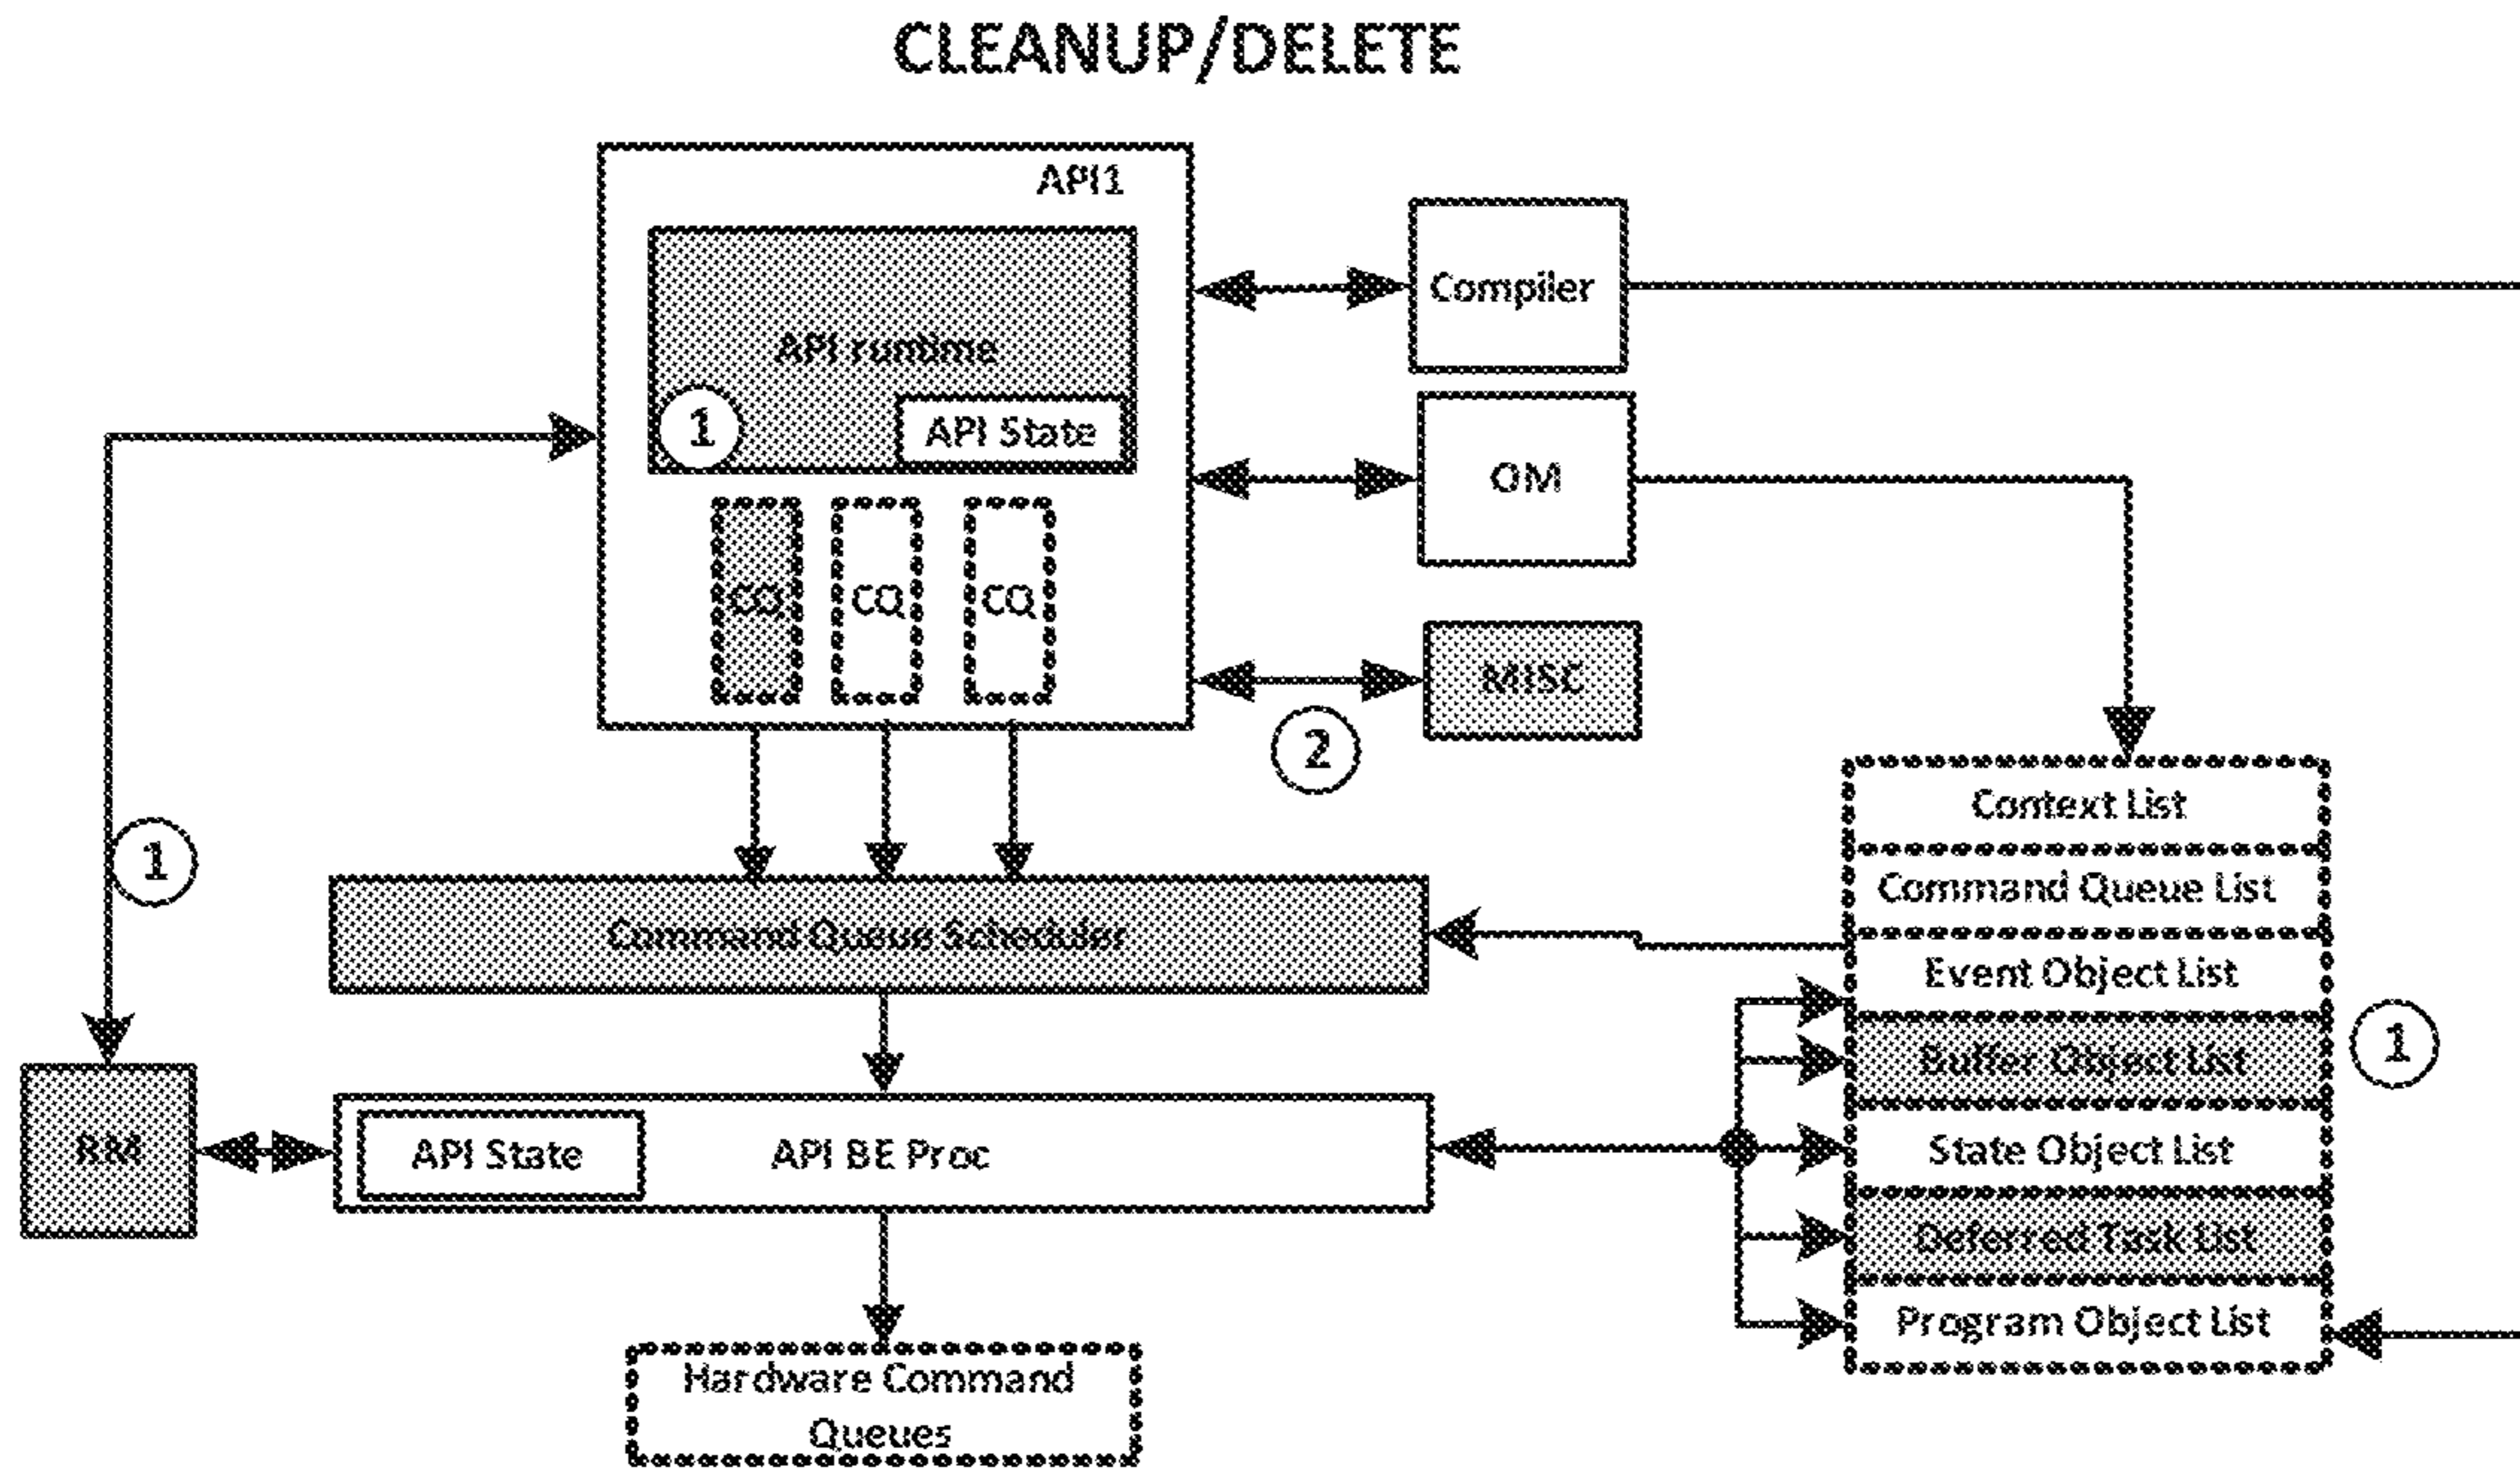 CLEANUP/DELETE
API1
API runtime
1
API State
Compiler
OM
CQ
CQ
CQ
MISC
2
1
Context List
Command Queue List
Event Object List
Buffer Object List
State Object List
Deferred Task List
Program Object List
1
Command Queue Scheduler
RM
API State
API BE Proc
Hardware Command
Queues